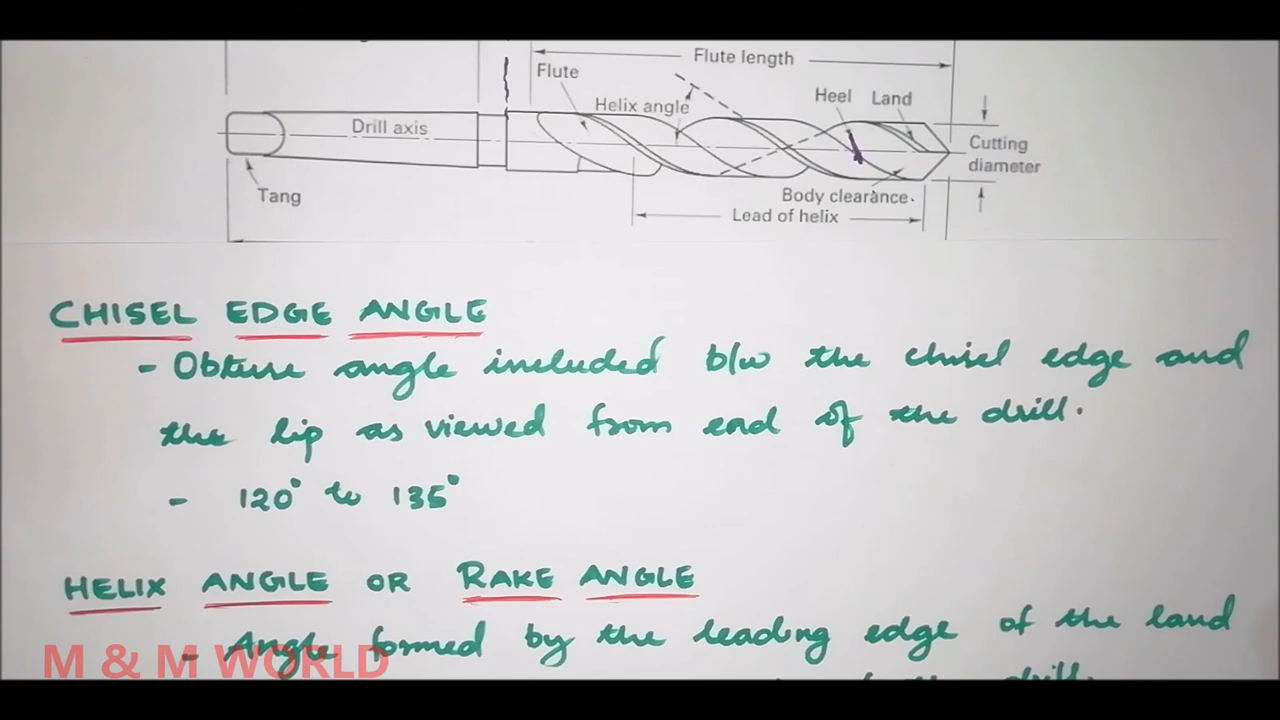 Flute length
Flute
Helix angle
Heel
Land
Drill axis
Cutting
diameter
Tang
Body clearance.
Lead of helix
CHISEL EDGE ANGLE
- Obtuse angle included b/w the chisel edge and
the lip as viewed from end of the drill.
- 120° to 135°
HELIX ANGLE OR RAKE ANGLE
- Angle formed by the leading edge of the land
drill.
M & M WORLD